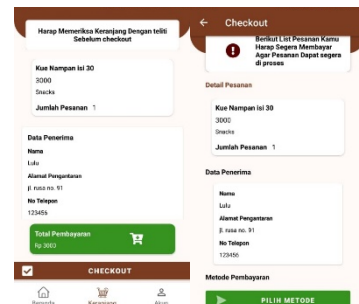 Harap Memeriksa Keranjang Dengan teliti
Sebelum checkout
Kue Nampan isi 30
3000
Snacks
Jumlah Pesanan 1
Data Penerima
Nama
Lulu
Alamat Pengantaran
jl. rusa no. 91
No Telepon
123456
Total Pembayaran
Rp 3000
CHECKOUT
Beranda
Keranjang
Akun
Checkout
Berikut List Pesanan Kamu
Harap Segera Membayar
Agar Pesanan Dapat segera
di proses
Detail Pesanan
Kue Nampan isi 30
3000
Snacks
Jumlah Pesanan 1
Data Penerima
Nama
Lulu
Alamat Pengantaran
jl. rusa no. 91
No Telepon
123456
Metode Pembayaran
PILIH METODE